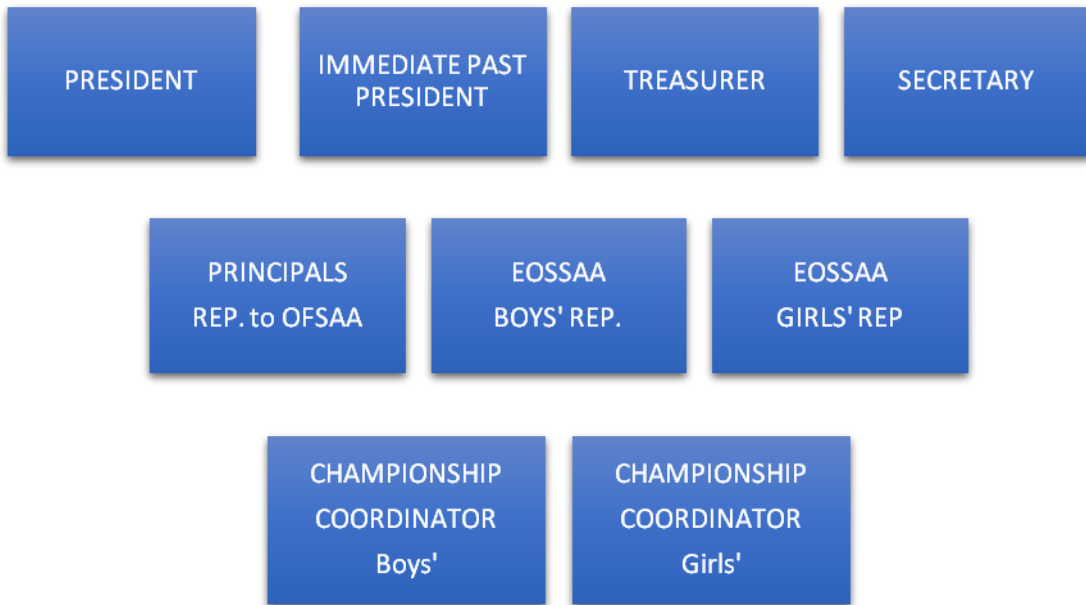 PRESIDENT
IMMEDIATE PAST
PRESIDENT
TREASURER
SECRETARY
PRINCIPALS
REP. to OFSAA
EOSSAA
BOYS' REP.
EOSSAA
GIRLS' REP
CHAMPIONSHIP
COORDINATOR
Boys'
CHAMPIONSHIP
COORDINATOR
Girls'